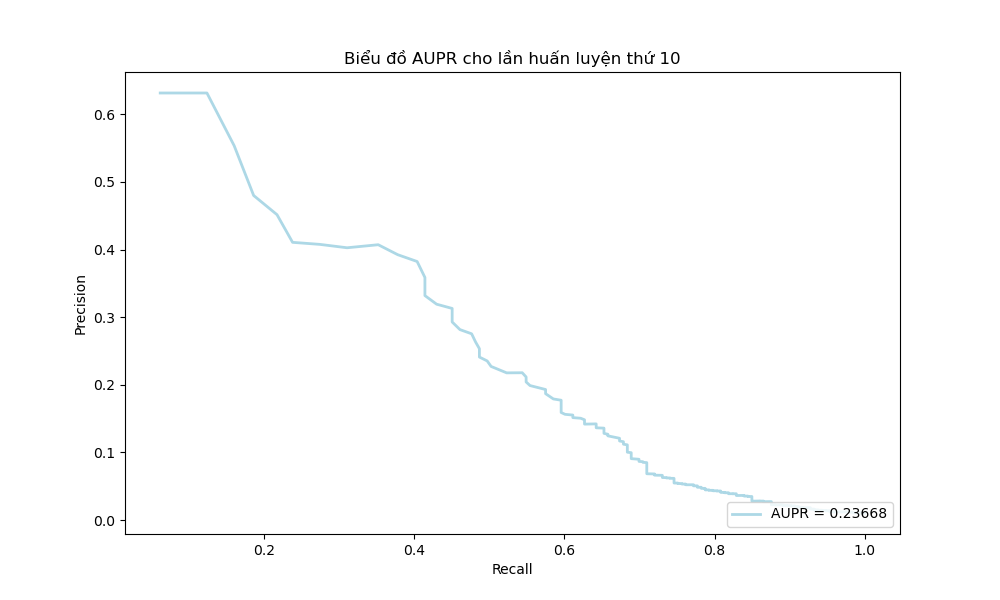 Biểu đồ AUPR cho lần huấn luyện thứ 10
Precision
0.6
0.5
0.4
0.3
0.2
0.1
0.0
AUPR = 0.23668
0.2 0.4 0.6 0.8 1.0
Recall